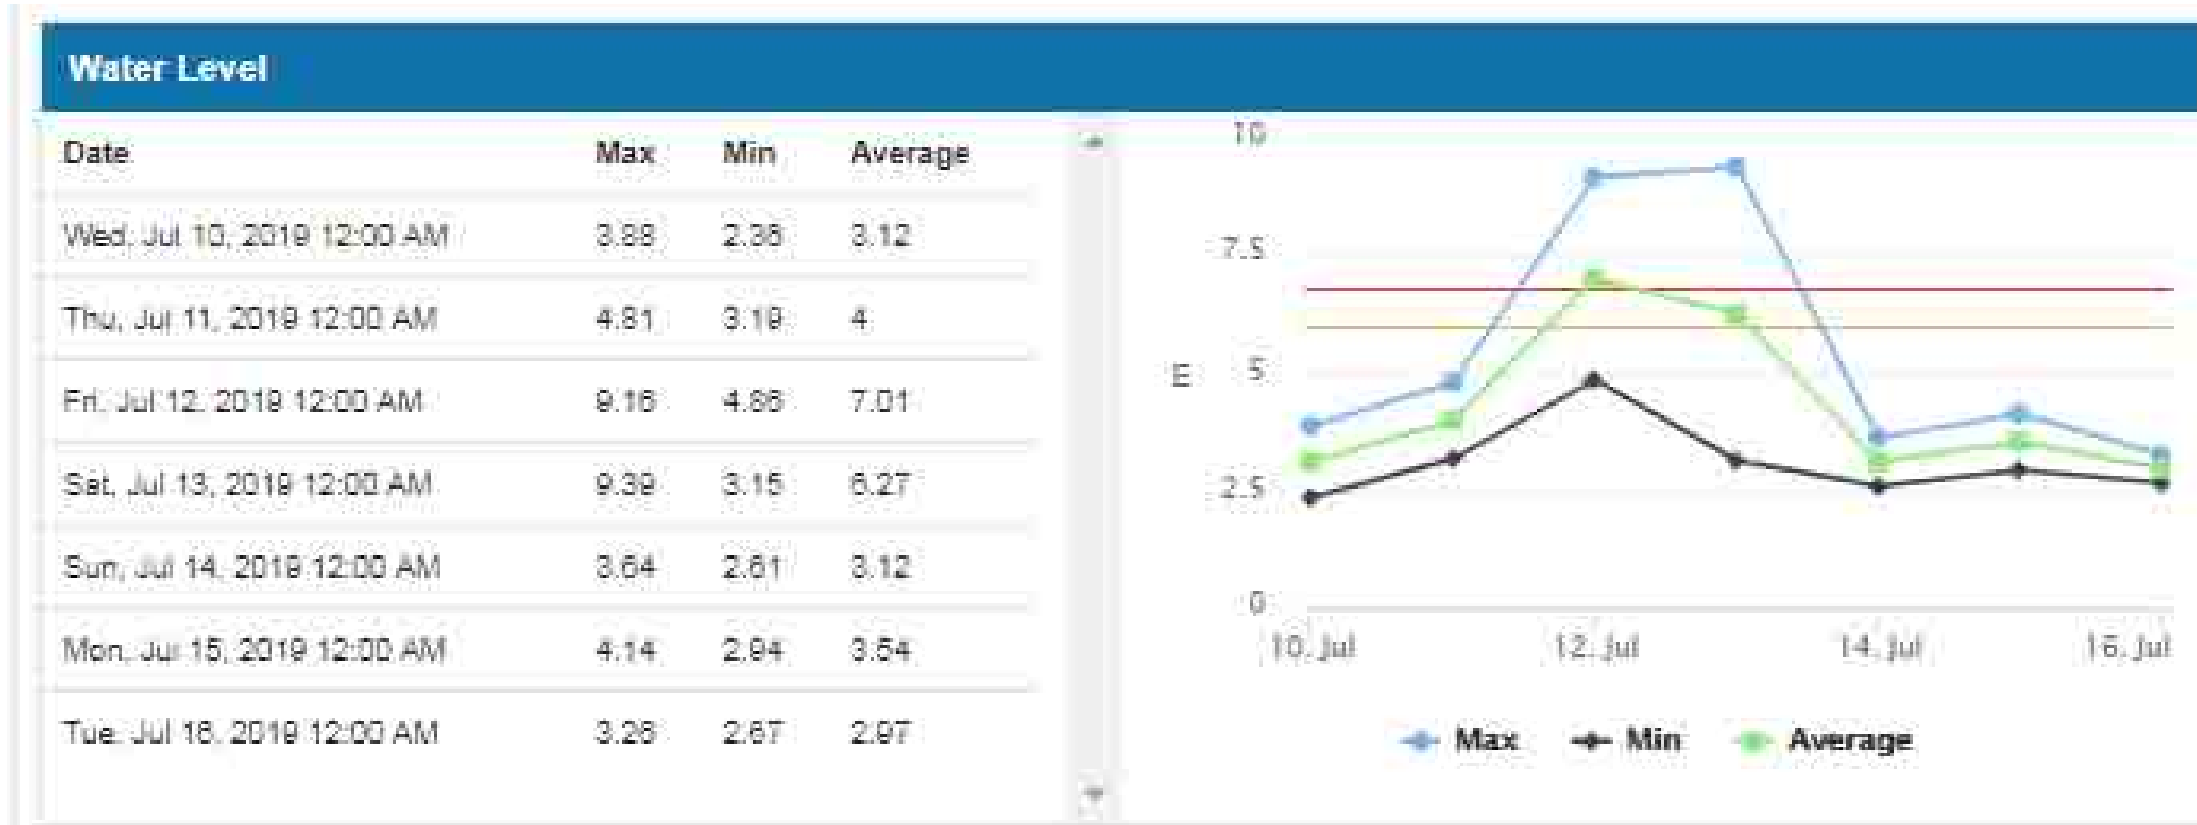 Water Level
Date Max Min Average
Wed, Jul 10, 2019 12:00 AM 3.88 2.36 3.12
Thu, Jul 11, 2019 12:00 AM 4.81 3.19 4
Fri, Jul 12, 2019 12:00 AM 9.16 4.86 7.01
Sat, Jul 13, 2019 12:00 AM 9.39 3.15 6.27
Sun, Jul 14, 2019 12:00 AM 3.64 2.61 3.12
Mon, Jul 15, 2019 12:00 AM 4.14 2.94 3.54
Tue, Jul 16, 2019 12:00 AM 3.26 2.67 2.97
10
7.5
5
2.5
0
m
10. Jul 12. Jul 14. Jul 16. Jul
Max Min Average